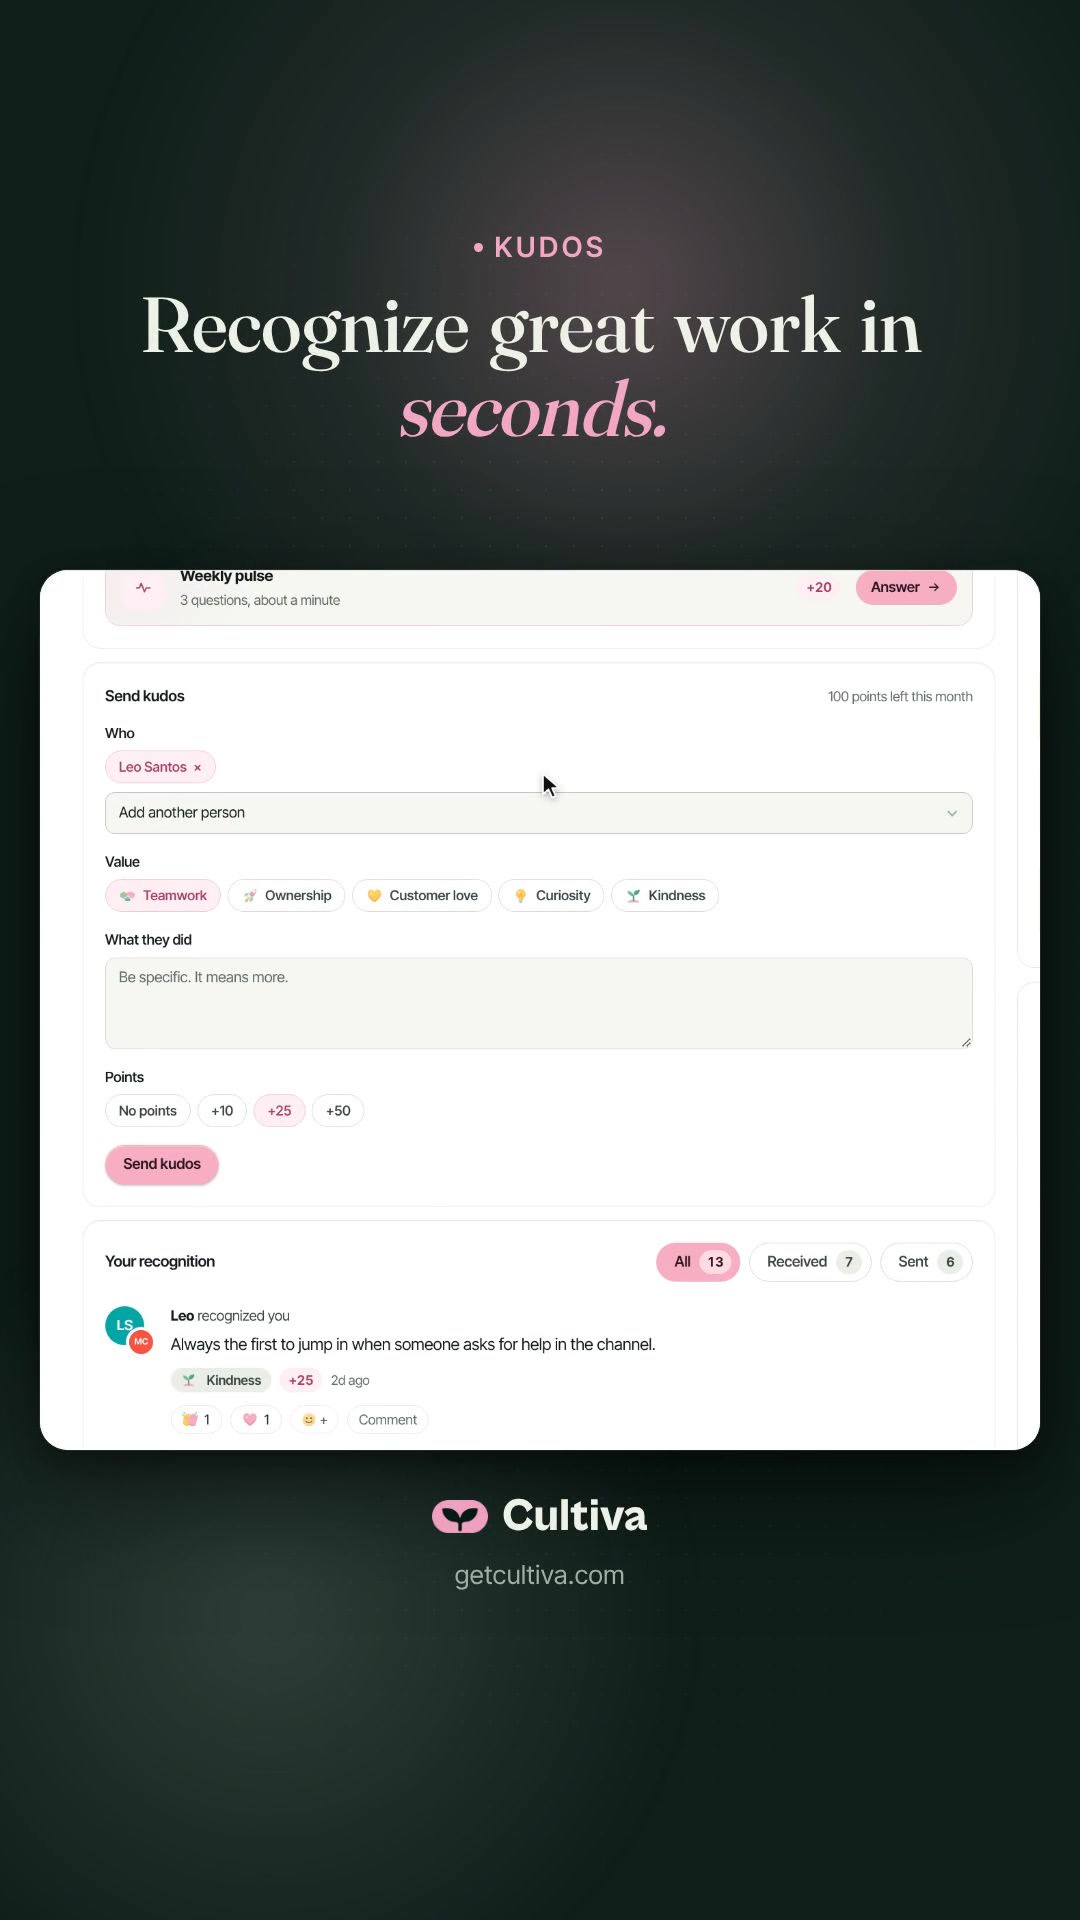 • KUDOS
Recognize great work in
seconds.
Weekly pulse
3 questions, about a minute
+20
Answer →
Send kudos
100 points left this month
Who
Leo Santos ×
Add another person
Value
Teamwork
Ownership
Customer love
Curiosity
Kindness
What they did
Be specific. It means more.
Points
No points
+10
+25
+50
Send kudos
Your recognition
All 13
Received 7
Sent 6
LS
MC
Leo recognized you
Always the first to jump in when someone asks for help in the channel.
Kindness
+25
2d ago
1
1
+
Comment
Cultiva
getcultiva.com